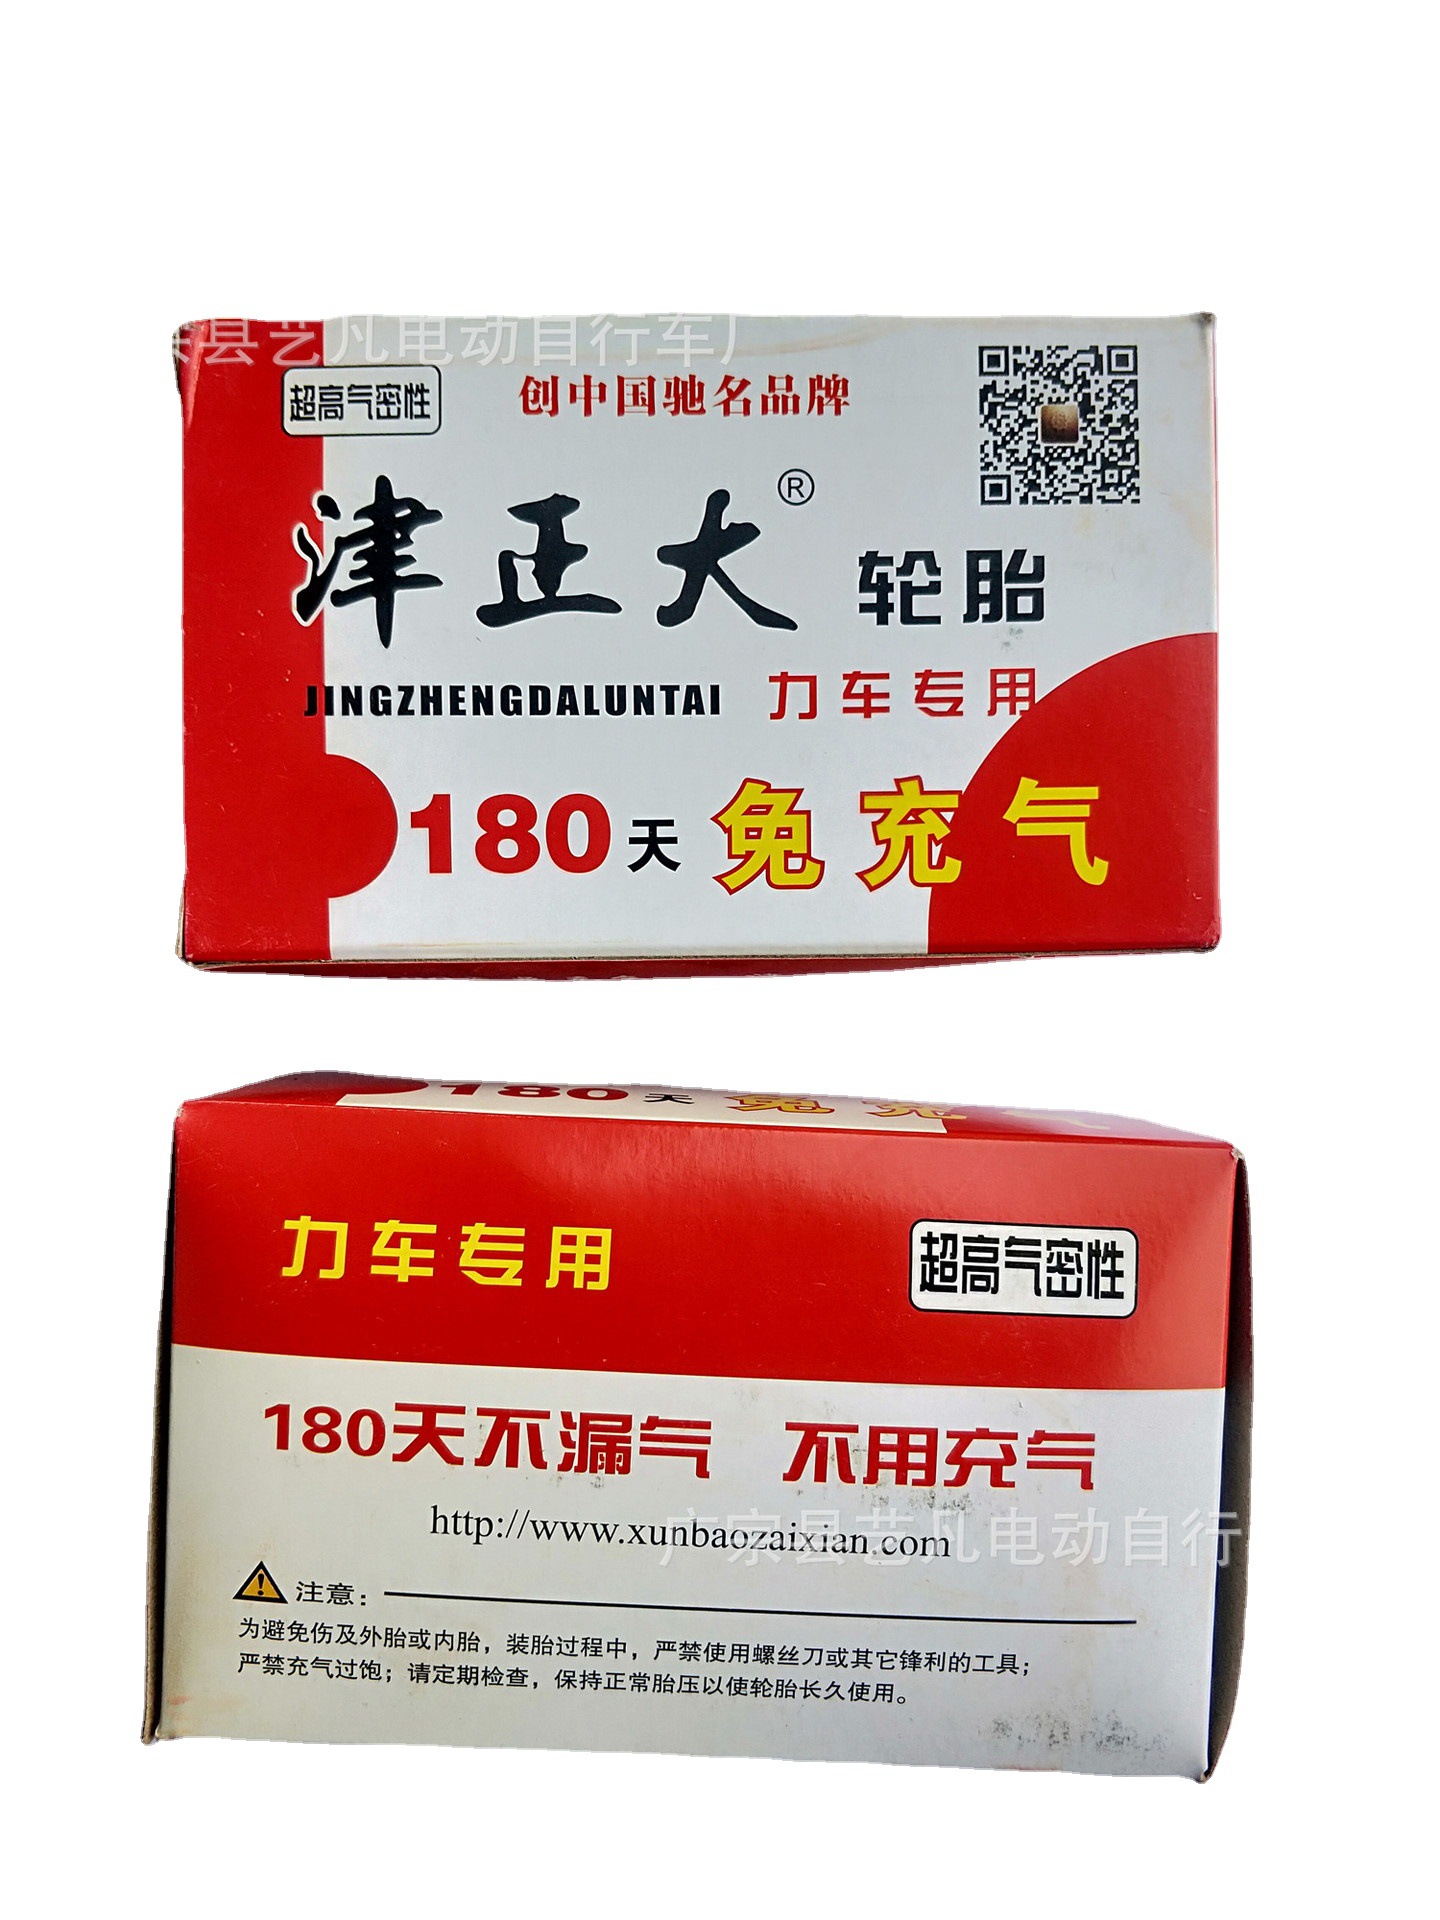 宗县艺凡电动自行车厂
超高气密性
创中国驰名品牌
津正大® 轮胎
JINGZHENGDALUNTAI 力车专用
180天 免充气
180天 免充气
力车专用
超高气密性
180天不漏气 不用充气
http://www.xunbaozaixian.com
广宗县艺凡电动自行
注意：
为避免伤及外胎或内胎，装胎过程中，严禁使用螺丝刀或其它锋利的工具；
严禁充气过饱；请定期检查，保持正常胎压以使轮胎长久使用。